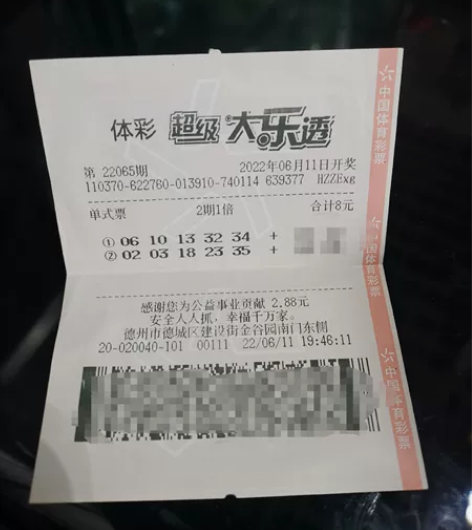 体彩 超级大乐透
第 22065期 2022年06月11日开奖
110370-622760-013910-740114 639377 HZZExg
单式票 2期1倍 合计8元
① 06 10 13 32 34 +
② 02 03 18 23 35 +
感谢您为公益事业贡献 2.88元
安全人人抓，幸福千万家。
德州市德城区建设街金谷园南门东侧
20-020040-101 00111 22/06/11 19:46:11
中国体育彩票
中国体育彩票
中国体育彩票